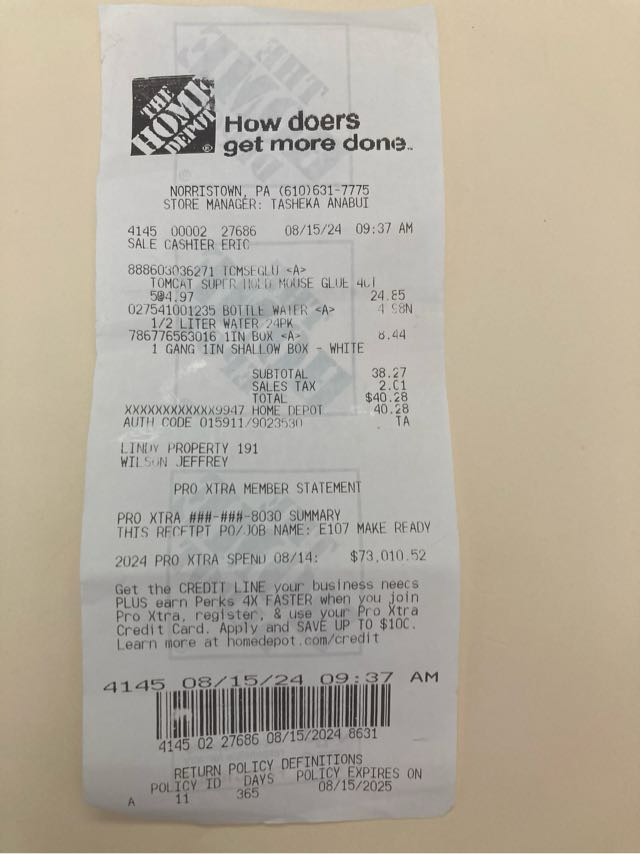 THE
HOME
DEPOT
®
How doers
get more done.™
NORRISTOWN, PA (610)631-7775
STORE MANAGER: TASHEKA ANABUI
4145 00002 27686 08/15/24 09:37 AM
SALE CASHIER ERIC
888603036271 TCMSEGLU <A>
TOMCAT SUPER HOLD MOUSE GLUE 4CT
5@4.97 24.85
027541001235 BOTTLE WATER <A> 4.98N
1/2 LITER WATER 24PK
786776563016 1IN BOX <A> 8.44
1 GANG 1IN SHALLOW BOX - WHITE
SUBTOTAL 38.27
SALES TAX 2.01
TOTAL $40.28
XXXXXXXXXXXX9947 HOME DEPOT 40.28
AUTH CODE 015911/9023530 TA
LINDY PROPERTY 191
WILSON JEFFREY
PRO XTRA MEMBER STATEMENT
PRO XTRA ###-###-8030 SUMMARY
THIS RECEIPT PO/JOB NAME: E107 MAKE READY
2024 PRO XTRA SPEND 08/14: $73,010.52
Get the CREDIT LINE your business needs
PLUS earn Perks 4X FASTER when you join
Pro Xtra, register, & use your Pro Xtra
Credit Card. Apply and SAVE UP TO $100.
Learn more at homedepot.com/credit
4145 08/15/24 09:37 AM
4145 02 27686 08/15/2024 8631
RETURN POLICY DEFINITIONS
POLICY ID DAYS POLICY EXPIRES ON
A 11 365 08/15/2025